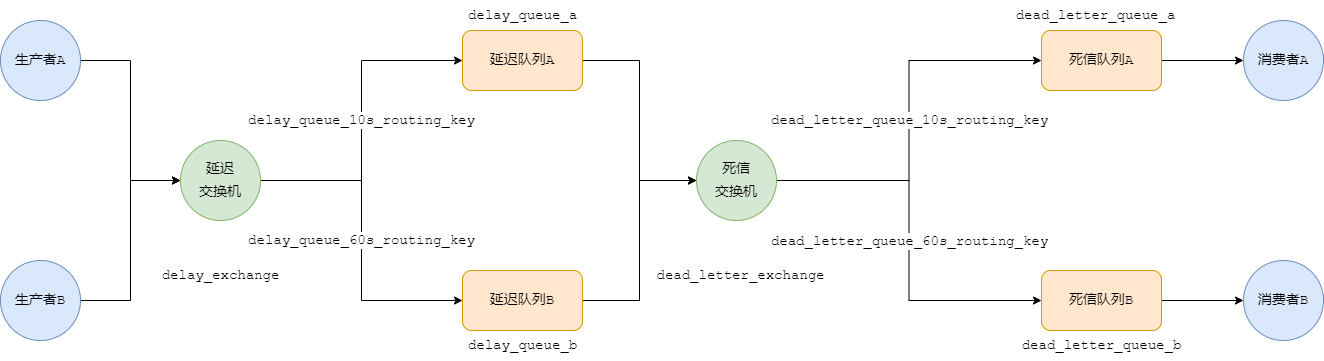 delay_queue_a
dead_letter_queue_a
生产者A
延迟队列A
死信队列A
消费者A
delay_queue_10s_routing_key
dead_letter_queue_10s_routing_key
延迟
交换机
死信
交换机
delay_queue_60s_routing_key
dead_letter_queue_60s_routing_key
delay_exchange
dead_letter_exchange
生产者B
延迟队列B
死信队列B
消费者B
delay_queue_b
dead_letter_queue_b